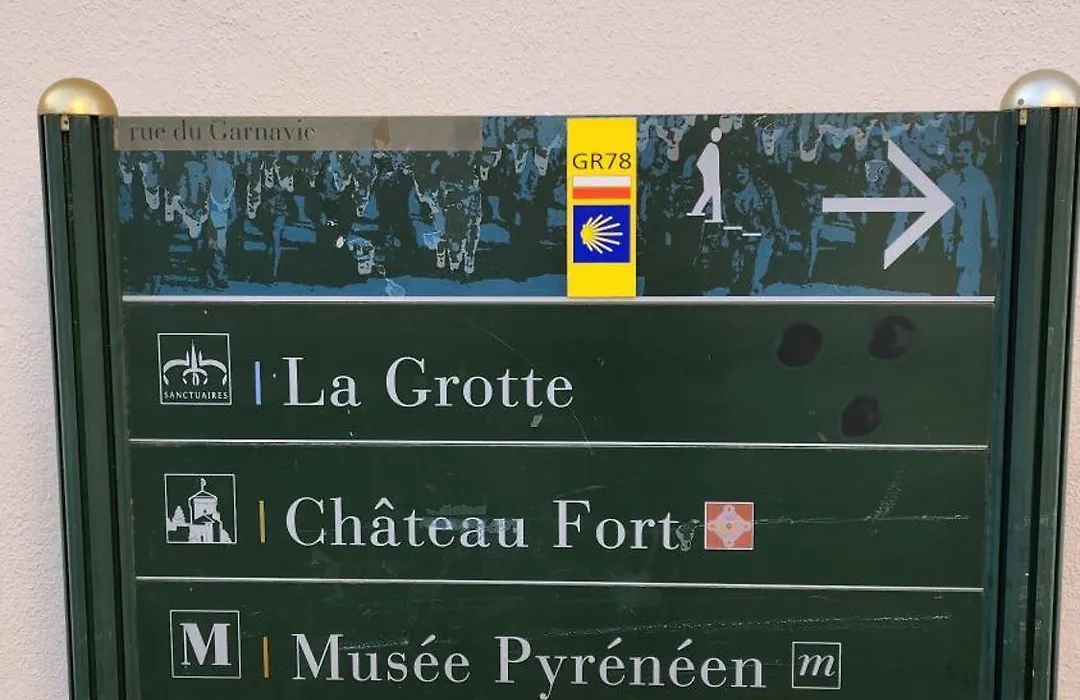 rue du Garnavie
GR78
SANCTUAIRES
La Grotte
Château Fort
M
Musée Pyrénéen
m